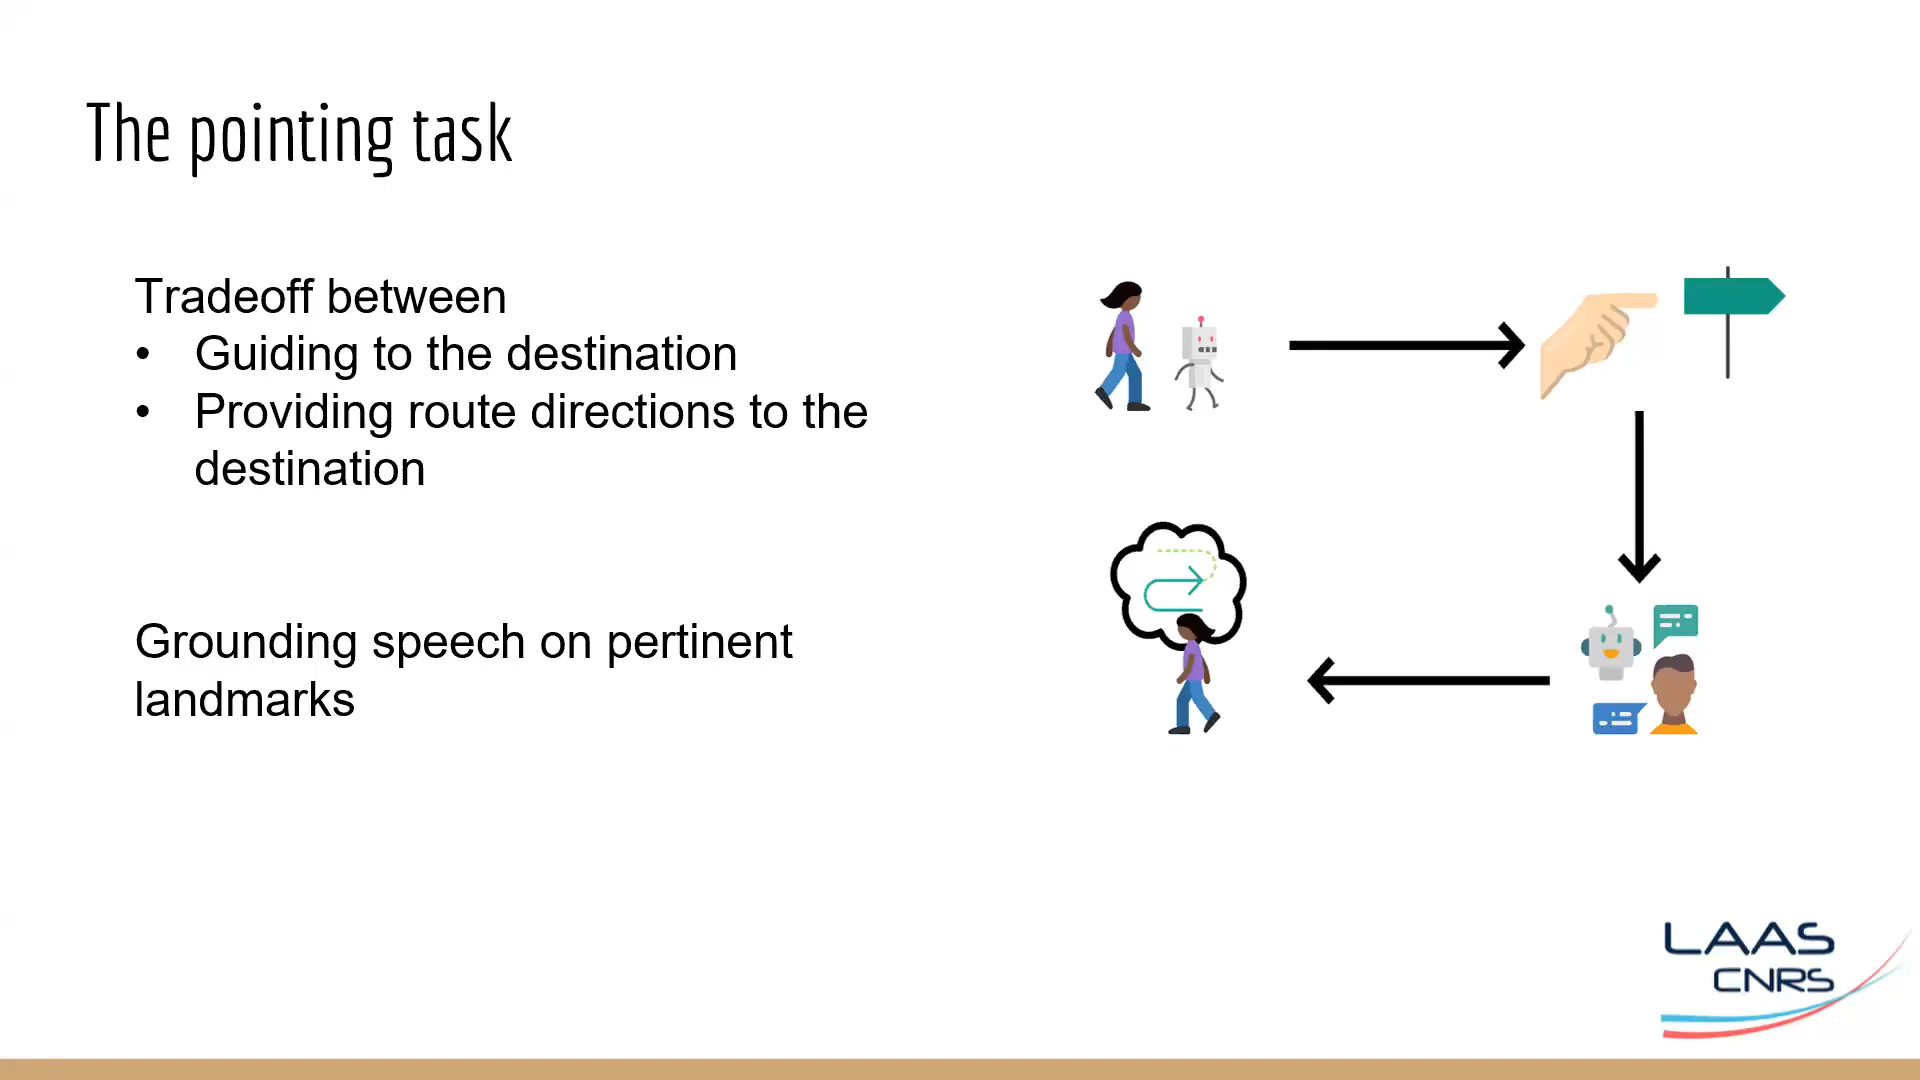 The pointing task
Tradeoff between
• Guiding to the destination
• Providing route directions to the
destination
Grounding speech on pertinent
landmarks
LAAS
CNRS